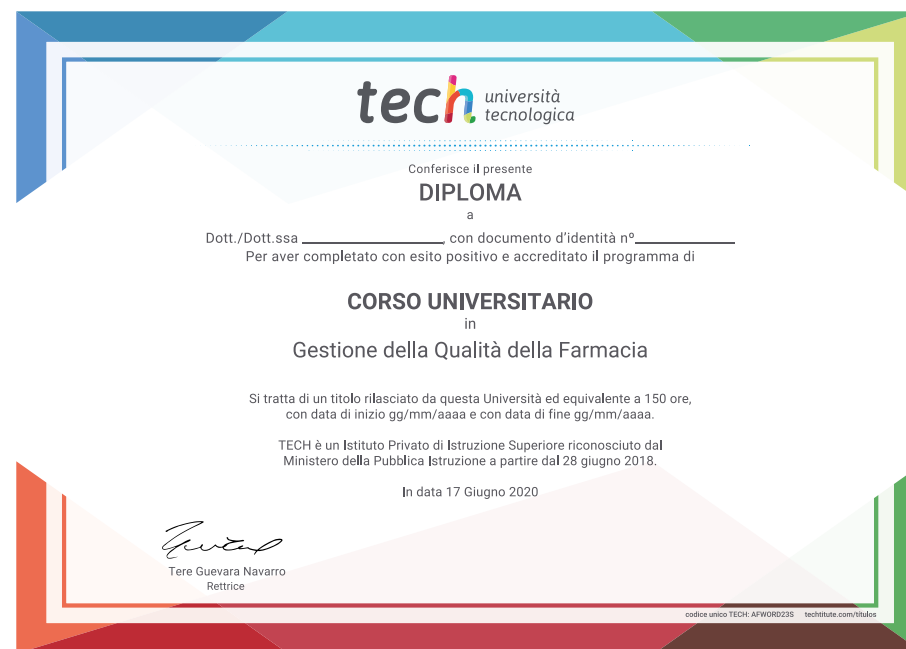 tech università
tecnologica
Conferisce il presente
DIPLOMA
a
Dott./Dott.ssa ________________, con documento d'identità nº____________
Per aver completato con esito positivo e accreditato il programma di
CORSO UNIVERSITARIO
in
Gestione della Qualità della Farmacia
Si tratta di un titolo rilasciato da questa Università ed equivalente a 150 ore,
con data di inizio gg/mm/aaaa e con data di fine gg/mm/aaaa.
TECH è un Istituto Privato di Istruzione Superiore riconosciuto dal
Ministero della Pubblica Istruzione a partire dal 28 giugno 2018.
In data 17 Giugno 2020
Tere Guevara Navarro
Rettrice
codice unico TECH: AFWORD23S techtitute.com/titulos